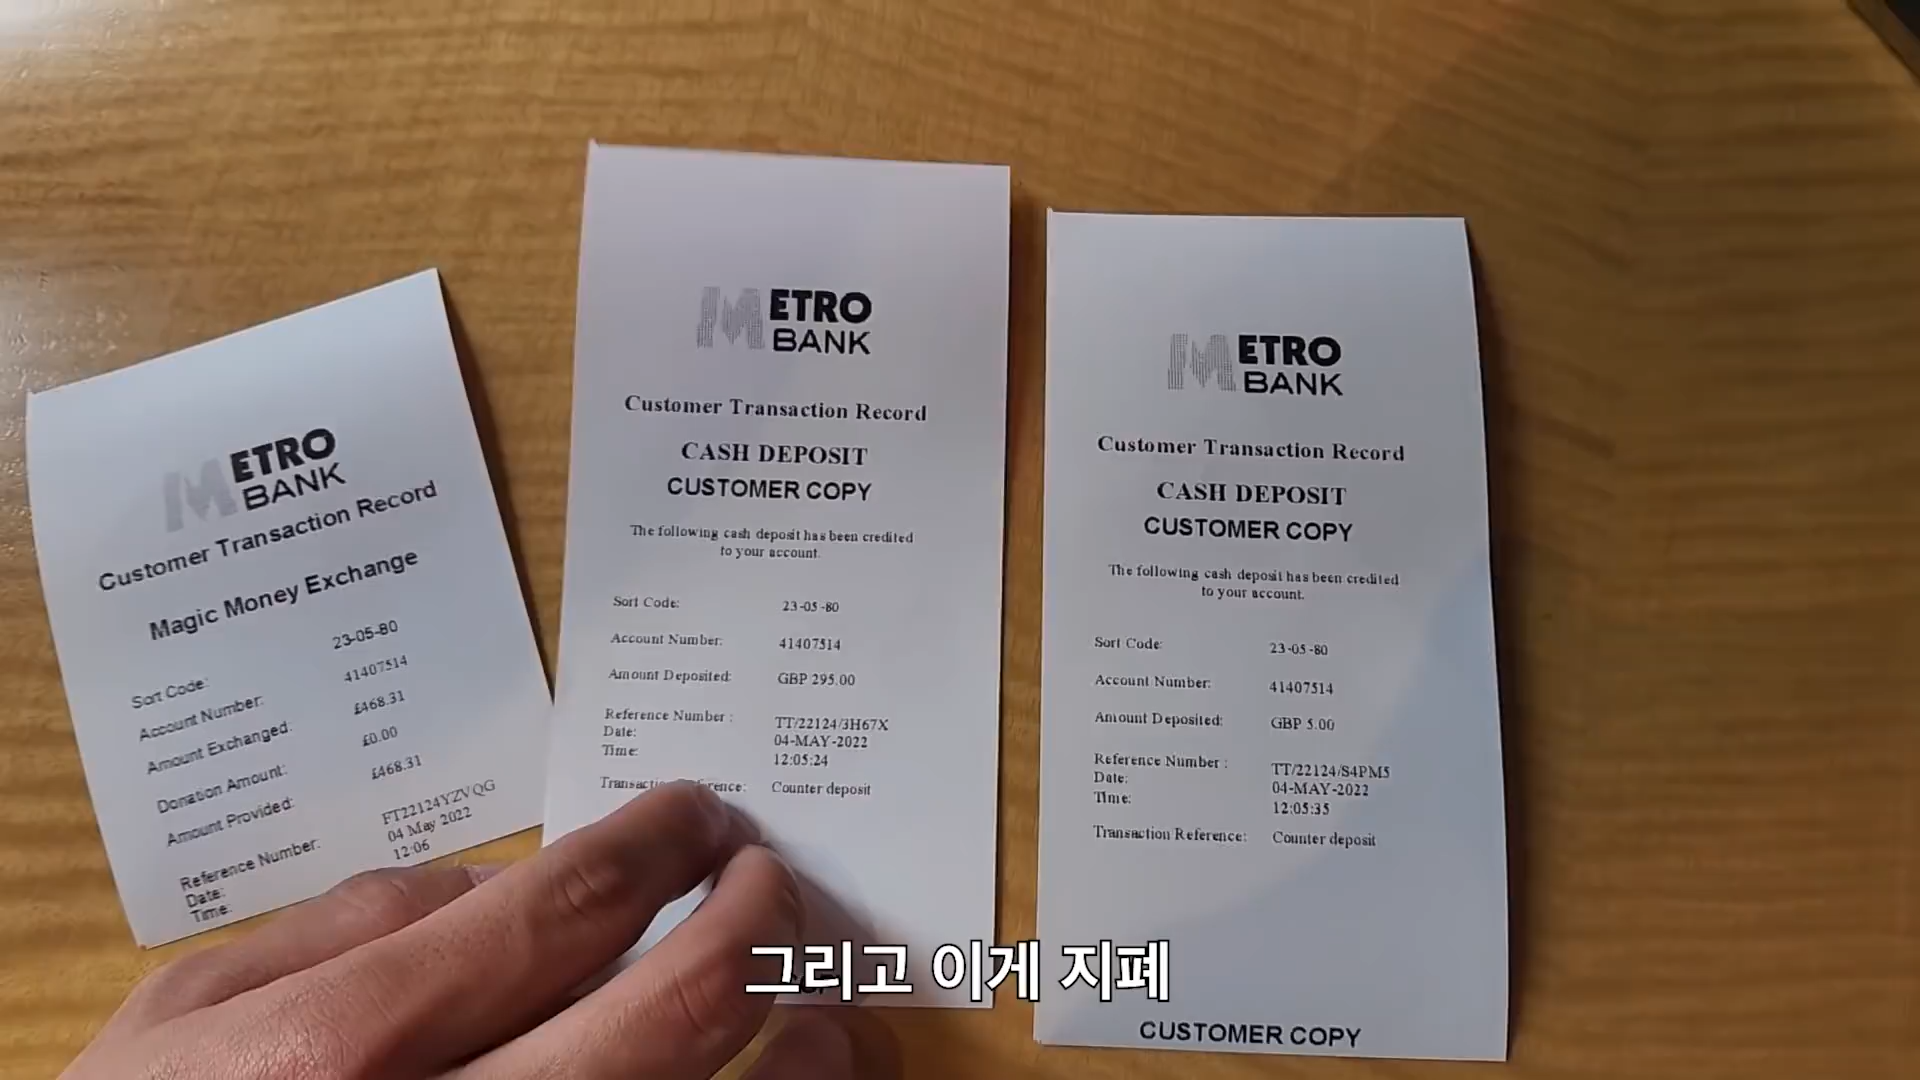 METRO
BANK
Customer Transaction Record
Magic Money Exchange
Sort Code: 23-05-80
Account Number: 41407514
Amount Exchanged: £468.31
Donation Amount: £0.00
Amount Provided: £468.31
Reference Number: FT22124YZVQG
Date: 04 May 2022
Time: 12:06
METRO
BANK
Customer Transaction Record
CASH DEPOSIT
CUSTOMER COPY
The following cash deposit has been credited
to your account.
Sort Code: 23-05-80
Account Number: 41407514
Amount Deposited: GBP 295.00
Reference Number : TT/22124/3H67X
Date: 04-MAY-2022
Time: 12:05:24
Counter deposit
METRO
BANK
Customer Transaction Record
CASH DEPOSIT
CUSTOMER COPY
The following cash deposit has been credited
to your account.
Sort Code: 23-05-80
Account Number: 41407514
Amount Deposited: GBP 5.00
Reference Number : TT/22124/S4PM5
Date: 04-MAY-2022
Time: 12:05:35
Transaction Reference: Counter deposit
CUSTOMER COPY
그리고 이게 지폐